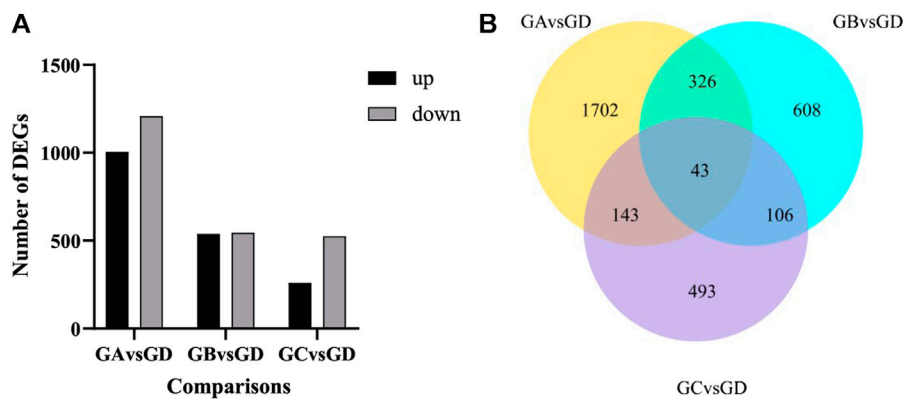 A
Number of DEGs
1500
1000
500
0
GAvsGD
GBvsGD
GCvsGD
Comparisons
up
down
B
GAvsGD
GBvsGD
326
1702
608
43
143
106
493
GCvsGD